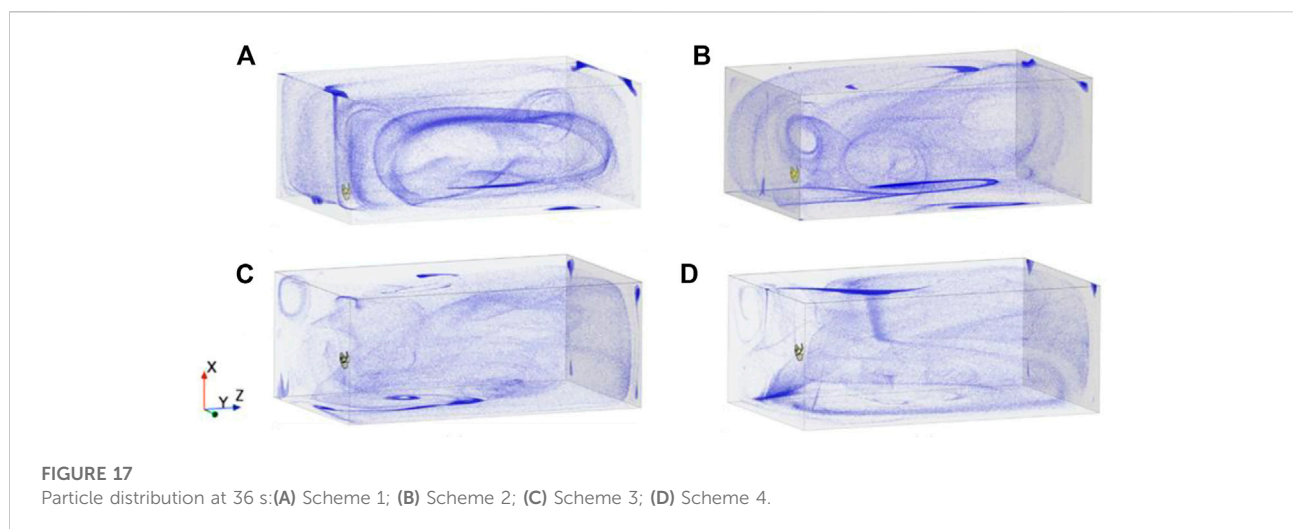 A
B
C
D
X
Y Z
FIGURE 17
Particle distribution at 36 s:(A) Scheme 1; (B) Scheme 2; (C) Scheme 3; (D) Scheme 4.